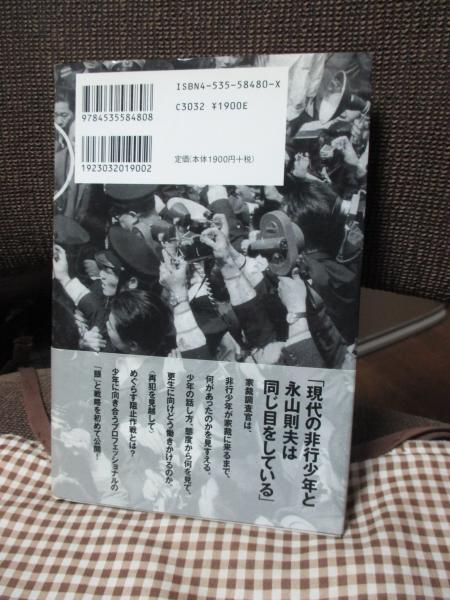 ISBN4-535-58480-X
C3032 ¥1900E
定価(本体1900円+税)
9784535584808
1923032019002
「現代の非行少年と
永山則夫は
同じ目をしている」
家裁調査官は、
非行少年が家裁に来るまで、
何があったのかを見すえる。
少年の話し方、態度から何を見て、
更生に向けどう働きかけるのか。
〈再犯を見越して〉
めぐらす阻止作戦とは?
少年に向き合うプロフェッショナルの
「顔」と戦略を初めて公開!